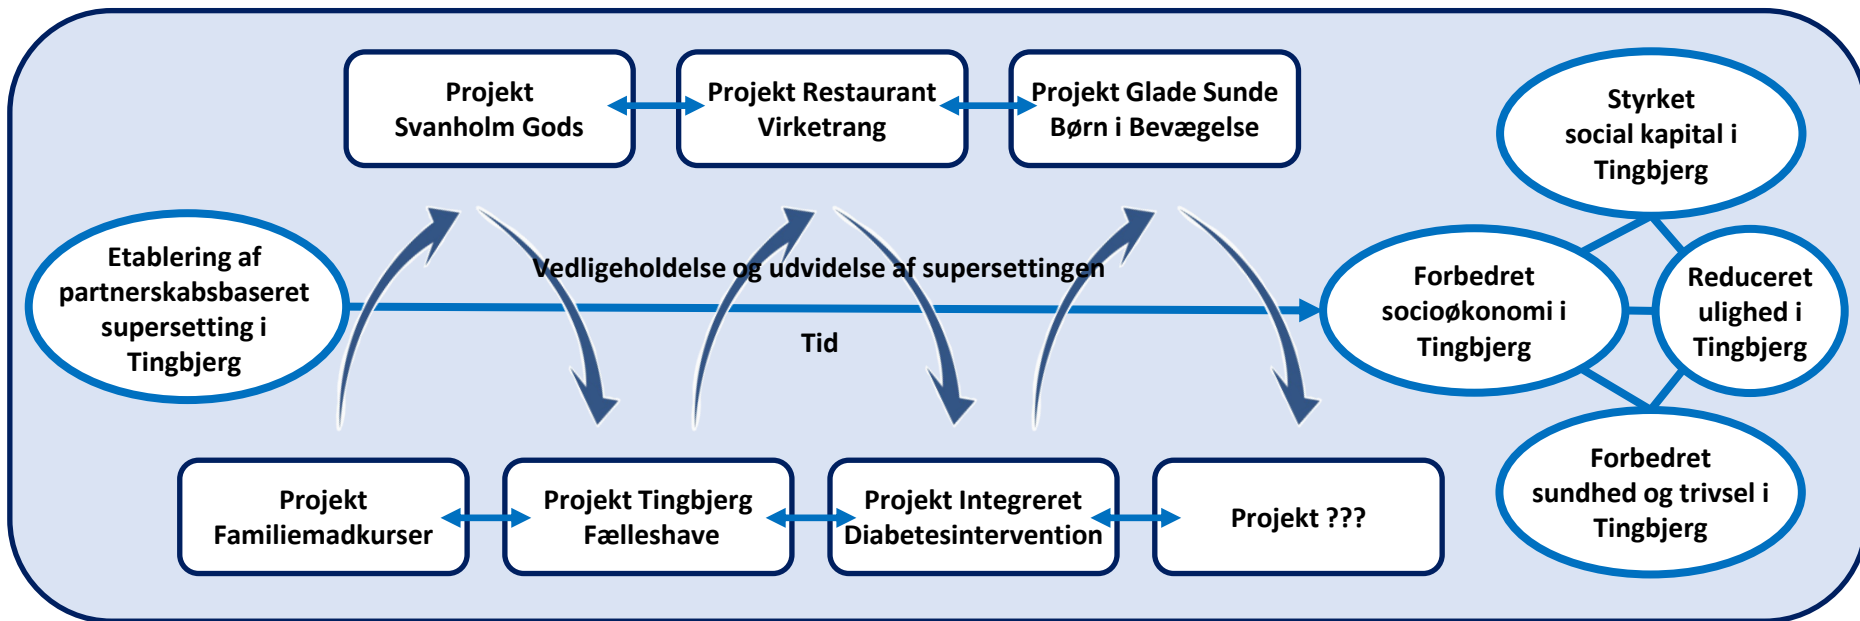 Projekt
Svanholm Gods
Projekt Restaurant
Virketrang
Projekt Glade Sunde
Børn i Bevægelse
Styrket
social kapital i
Tingbjerg
Etablering af
partnerskabsbaseret
supersetting i
Tingbjerg
Vedligeholdelse og udvidelse af supersettingen
Tid
Forbedret
socioøkonomi i
Tingbjerg
Reduceret
ulighed i
Tingbjerg
Projekt
Familiemadkurser
Projekt Tingbjerg
Fælleshave
Projekt Integreret
Diabetesintervention
Projekt ???
Forbedret
sundhed og trivsel i
Tingbjerg